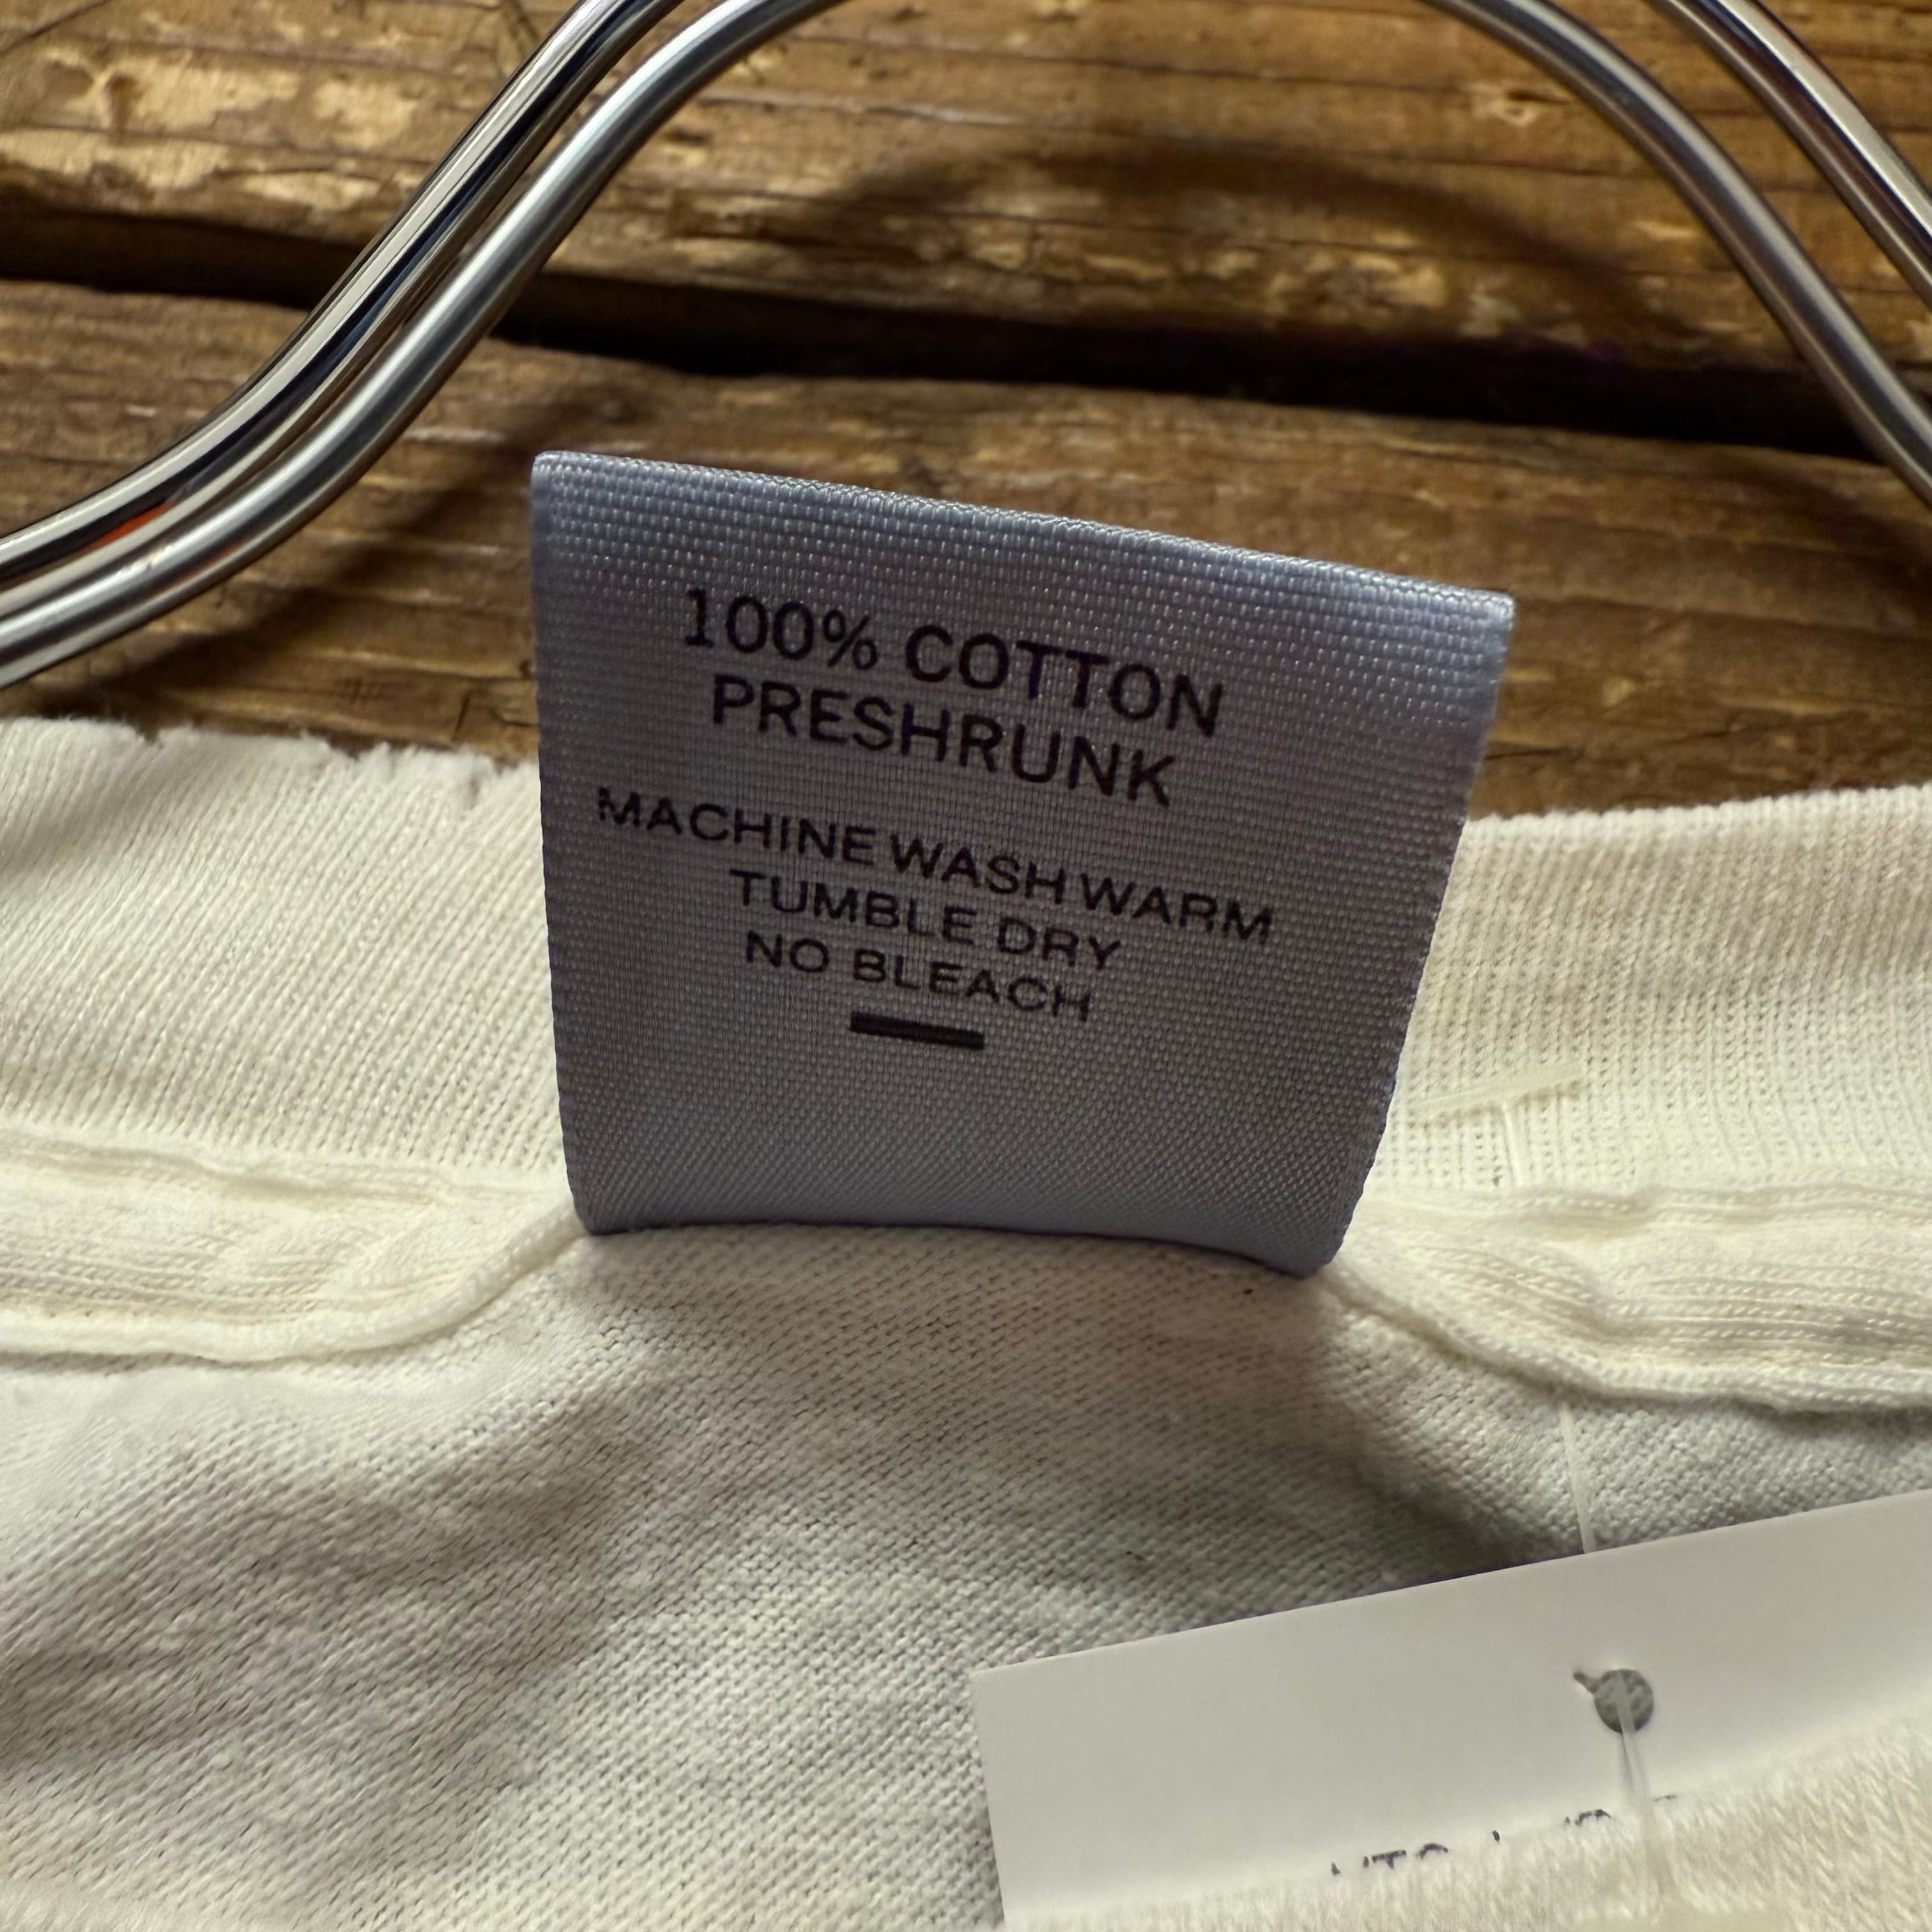 100% COTTON
PRESHRUNK
MACHINE WASH WARM
TUMBLE DRY
NO BLEACH